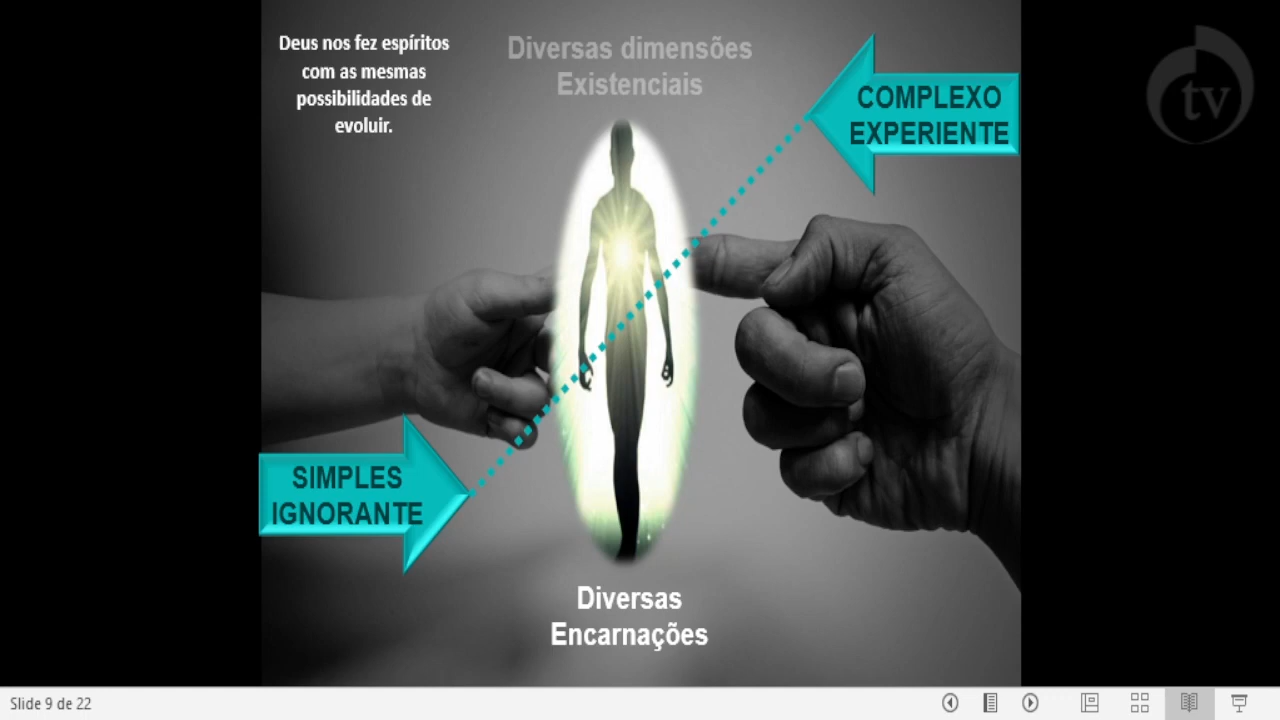 Deus nos fez espíritos
com as mesmas
possibilidades de
evoluir.
Diversas dimensões
Existenciais
COMPLEXO
EXPERIENTE
tv
SIMPLES
IGNORANTE
Diversas
Encarnações
Slide 9 de 22